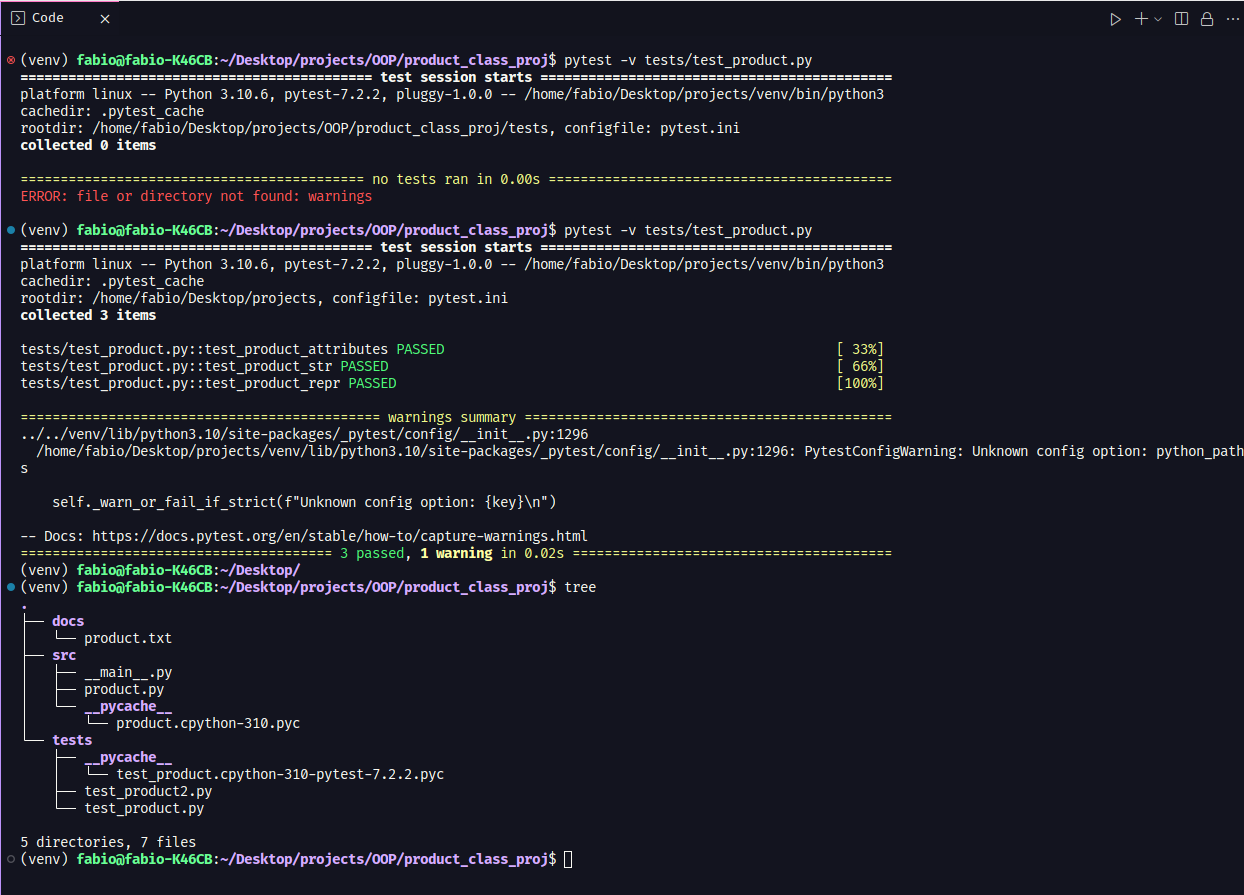 Code
(venv) fabio@fabio-K46CB:~/Desktop/projects/OOP/product_class_proj$ pytest -v tests/test_product.py
============================================ test session starts ============================================
platform linux -- Python 3.10.6, pytest-7.2.2, pluggy-1.0.0 -- /home/fabio/Desktop/projects/venv/bin/python3
cachedir: .pytest_cache
rootdir: /home/fabio/Desktop/projects/OOP/product_class_proj/tests, configfile: pytest.ini
collected 0 items
=========================================== no tests ran in 0.00s ===========================================
ERROR: file or directory not found: warnings
(venv) fabio@fabio-K46CB:~/Desktop/projects/OOP/product_class_proj$ pytest -v tests/test_product.py
============================================ test session starts ============================================
platform linux -- Python 3.10.6, pytest-7.2.2, pluggy-1.0.0 -- /home/fabio/Desktop/projects/venv/bin/python3
cachedir: .pytest_cache
rootdir: /home/fabio/Desktop/projects, configfile: pytest.ini
collected 3 items
tests/test_product.py::test_product_attributes PASSED [ 33%]
tests/test_product.py::test_product_str PASSED [ 66%]
tests/test_product.py::test_product_repr PASSED [100%]
============================================= warnings summary ==============================================
../../venv/lib/python3.10/site-packages/_pytest/config/__init__.py:1296
  /home/fabio/Desktop/projects/venv/lib/python3.10/site-packages/_pytest/config/__init__.py:1296: PytestConfigWarning: Unknown config option: python_path
s
    self._warn_or_fail_if_strict(f"Unknown config option: {key}\n")
-- Docs: https://docs.pytest.org/en/stable/how-to/capture-warnings.html
======================================= 3 passed, 1 warning in 0.02s ========================================
(venv) fabio@fabio-K46CB:~/Desktop/
(venv) fabio@fabio-K46CB:~/Desktop/projects/OOP/product_class_proj$ tree
.
├── docs
│   └── product.txt
├── src
│   ├── __main__.py
│   ├── product.py
│   └── __pycache__
│       └── product.cpython-310.pyc
└── tests
    ├── __pycache__
    │   └── test_product.cpython-310-pytest-7.2.2.pyc
    ├── test_product2.py
    └── test_product.py
5 directories, 7 files
(venv) fabio@fabio-K46CB:~/Desktop/projects/OOP/product_class_proj$